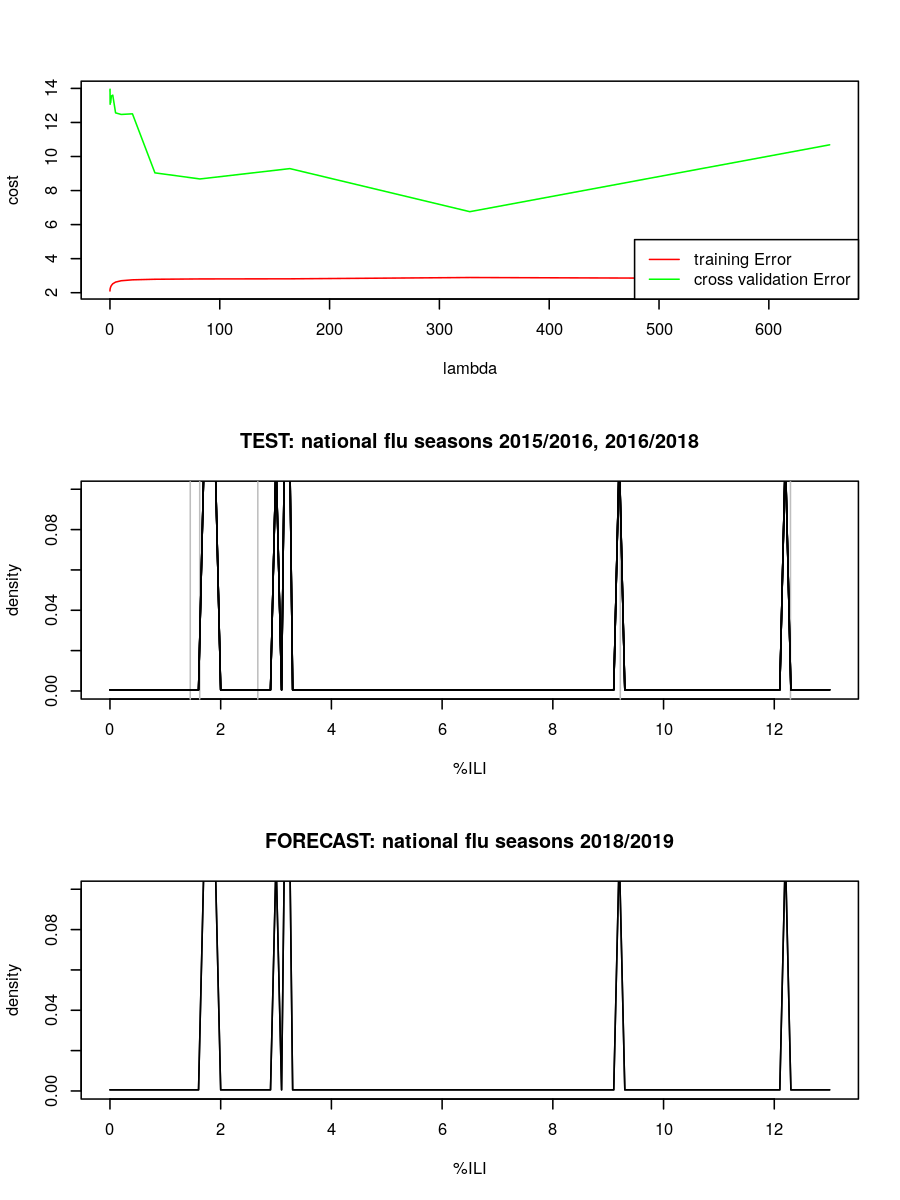 14
12
10
8
6
4
2
cost
training Error
cross validation Error
0 100 200 300 400 500 600
lambda
TEST: national flu seasons 2015/2016, 2016/2018
0.08
0.04
0.00
density
0 2 4 6 8 10 12
%ILI
FORECAST: national flu seasons 2018/2019
0.08
0.04
0.00
density
0 2 4 6 8 10 12
%ILI